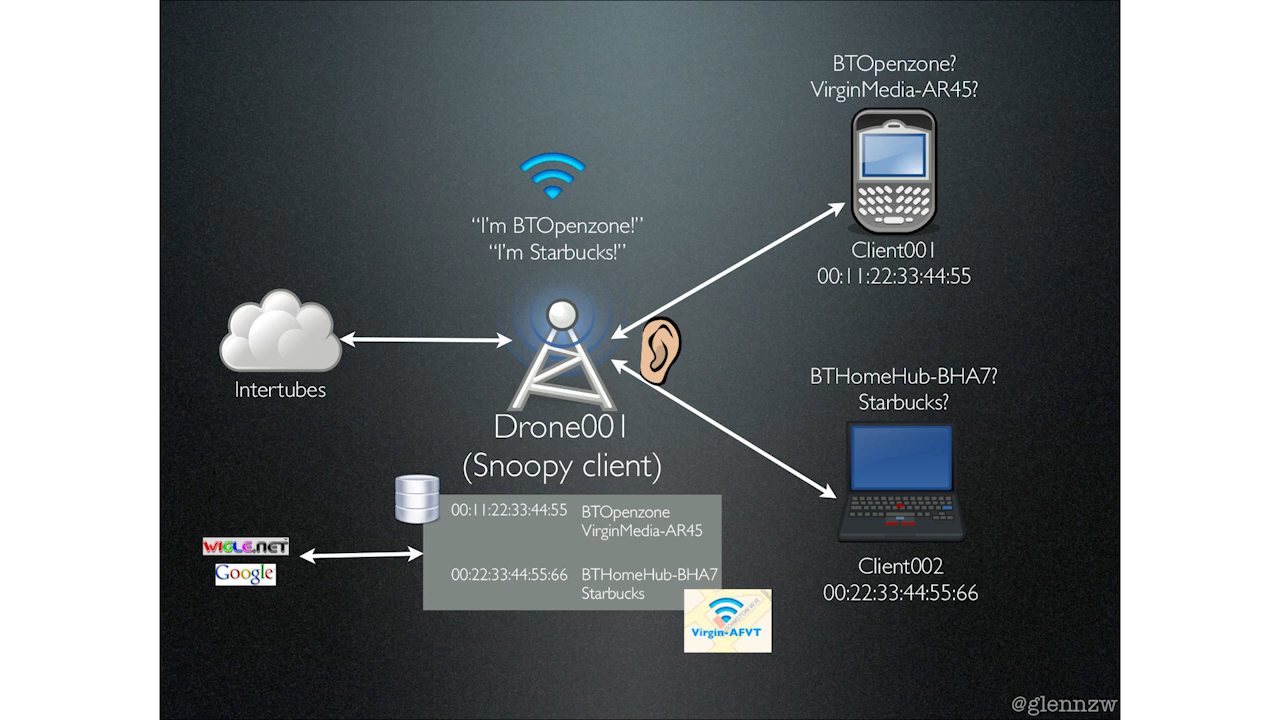 BTOpenzone?
VirginMedia-AR45?
Client001
00:11:22:33:44:55
“I’m BTOpenzone!”
“I’m Starbucks!”
Intertubes
Drone001
(Snoopy client)
BTHomeHub-BHA7?
Starbucks?
Client002
00:22:33:44:55:66
00:11:22:33:44:55 BTOpenzone
VirginMedia-AR45
00:22:33:44:55:66 BTHomeHub-BHA7
Starbucks
WIGLE.NET
Google
Virgin-AFVT
@glennzw